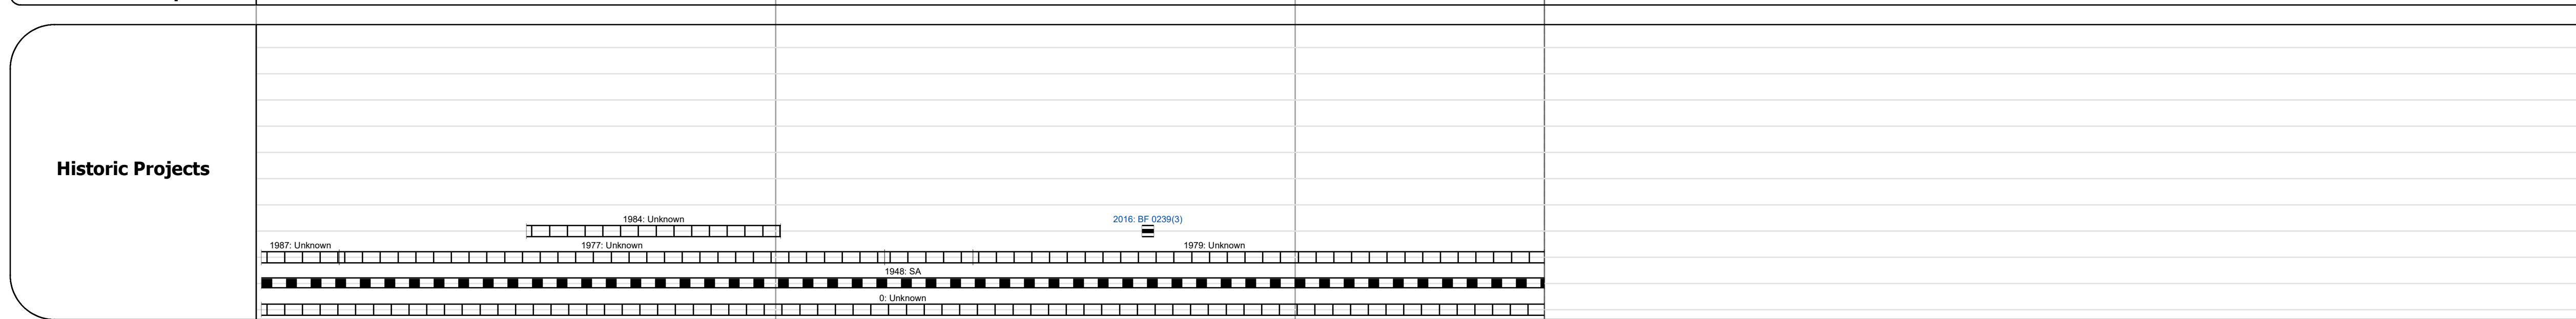 Historic Projects
1984: Unknown
2016: BF 0239(3)
1987: Unknown
1977: Unknown
1979: Unknown
1948: SA
0: Unknown